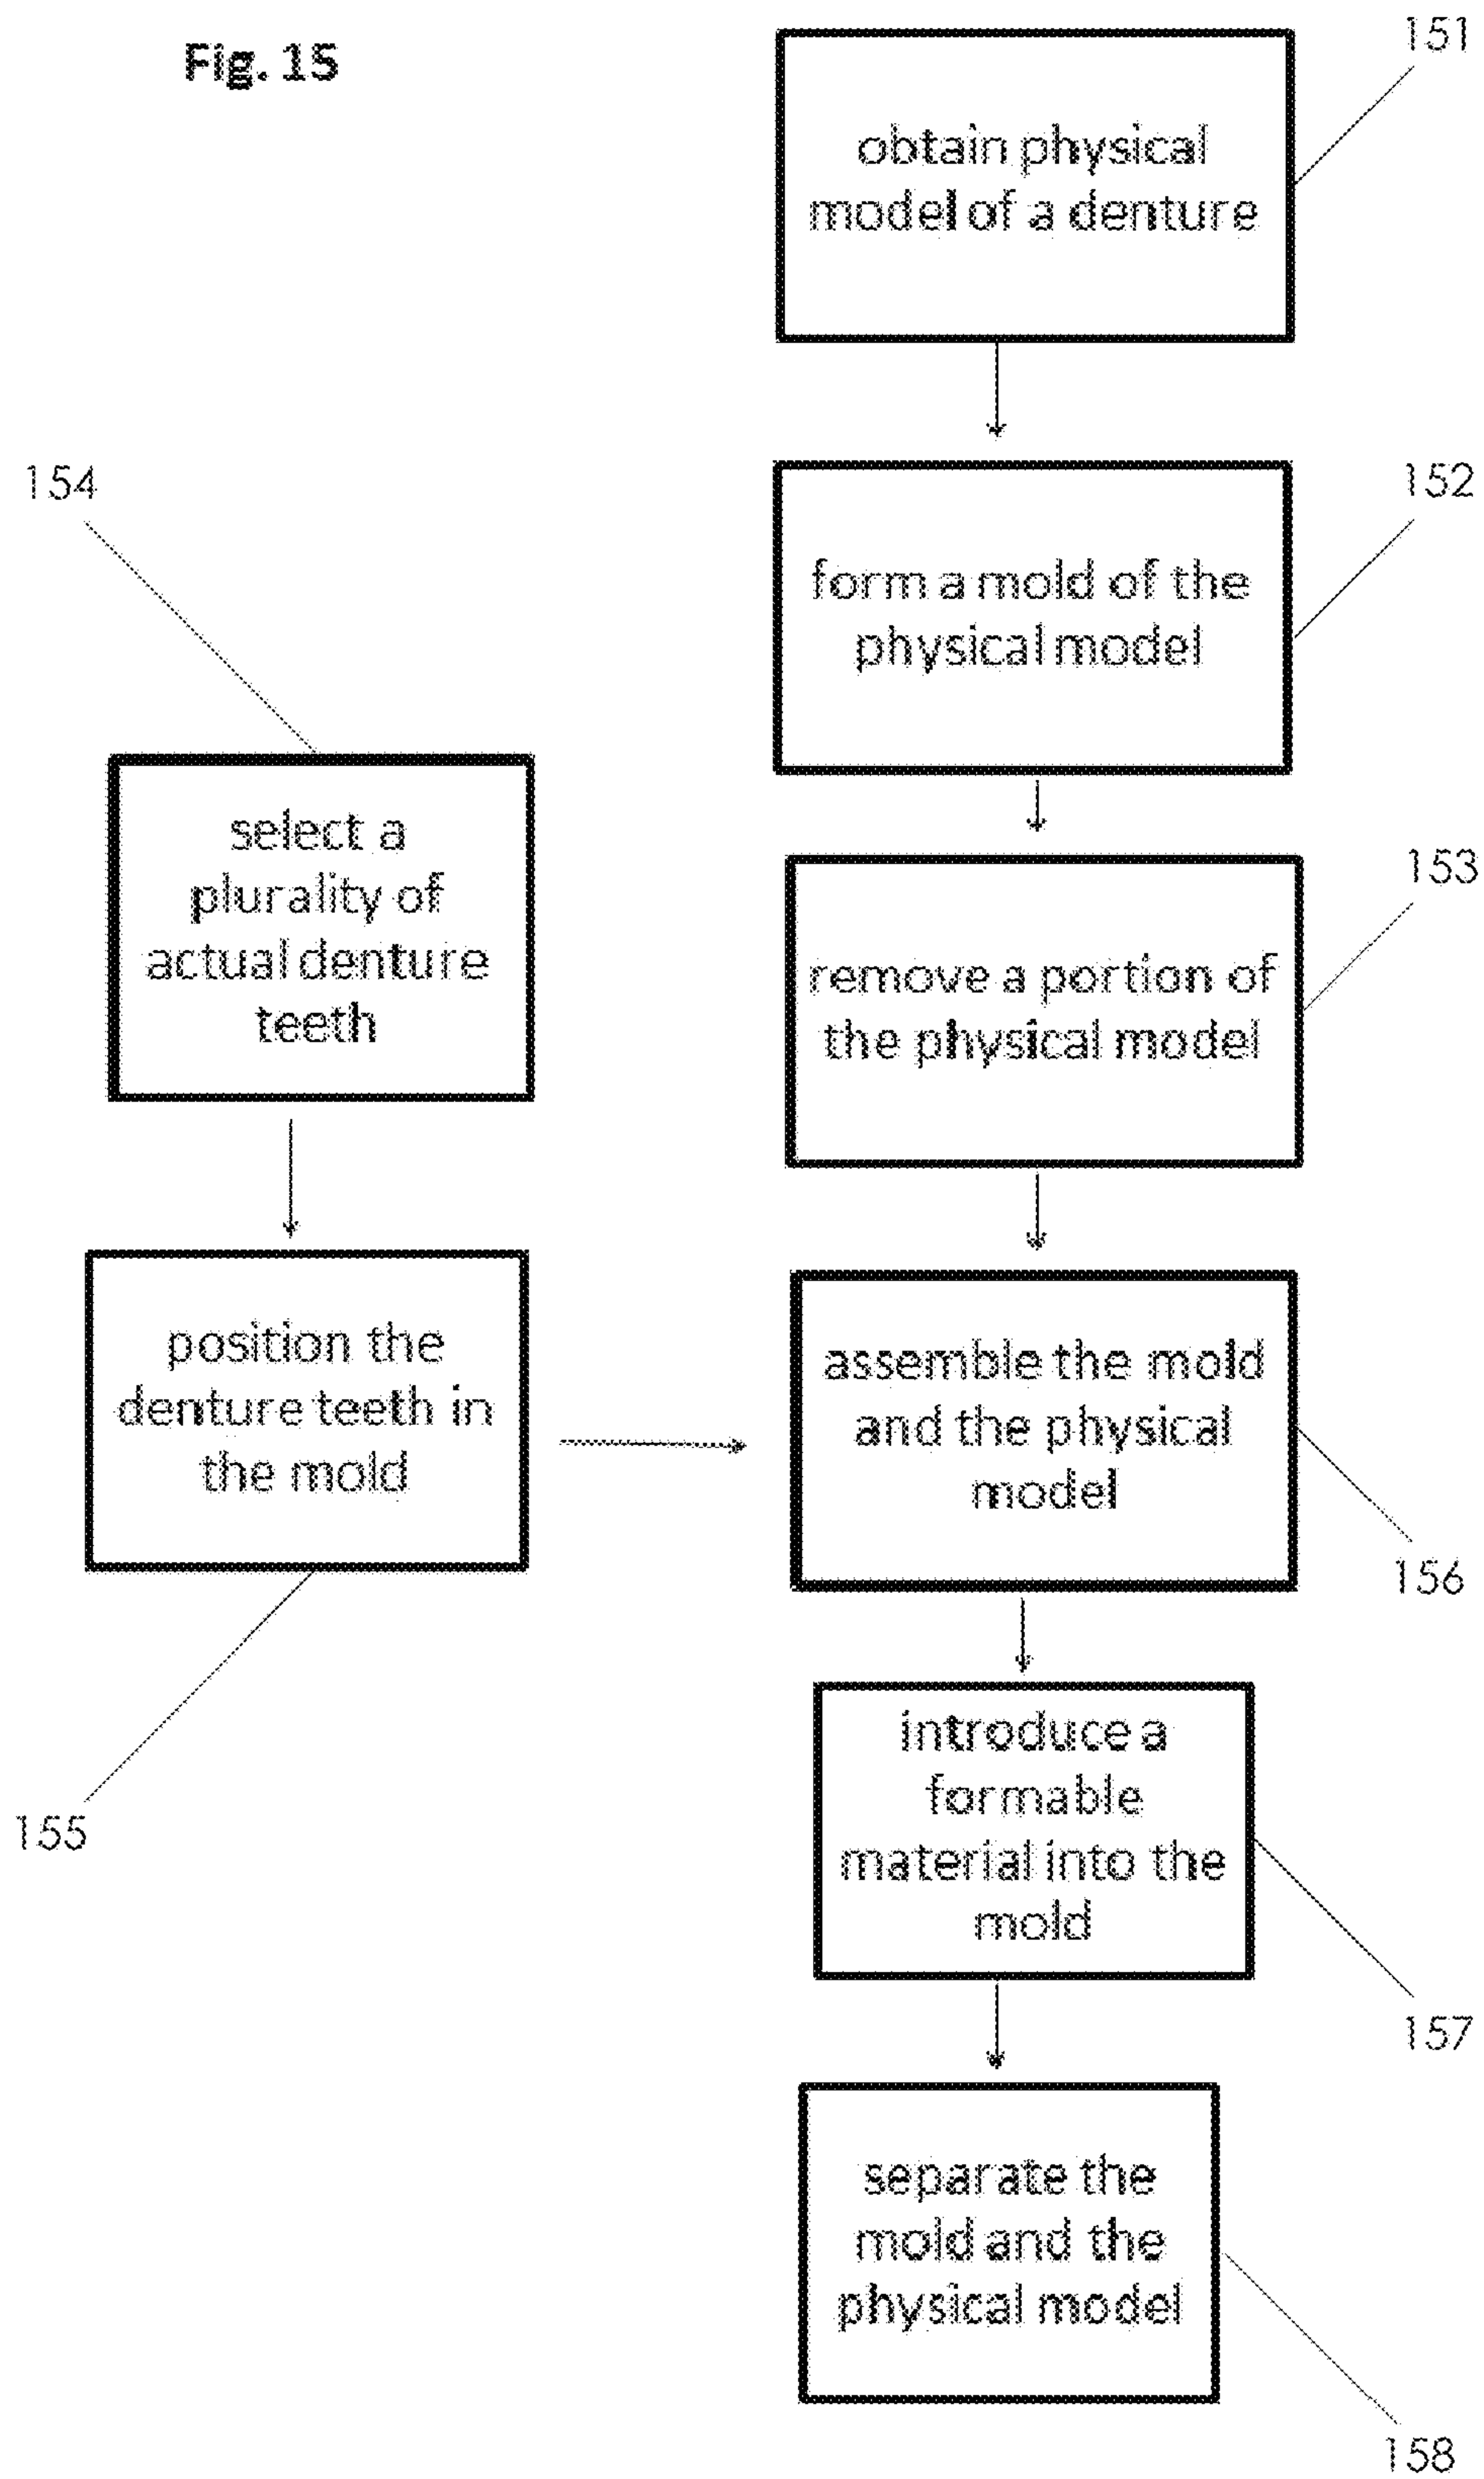 Fig. 15
151
obtain physical
model of a denture
152
form a mold of the
physical model
153
remove a portion of
the physical model
154
select a
plurality of
actual denture
teeth
position the
denture teeth in
the mold
155
assemble the mold
and the physical
model
156
introduce a
formable
material into the
mold
157
separate the
mold and the
physical model
158